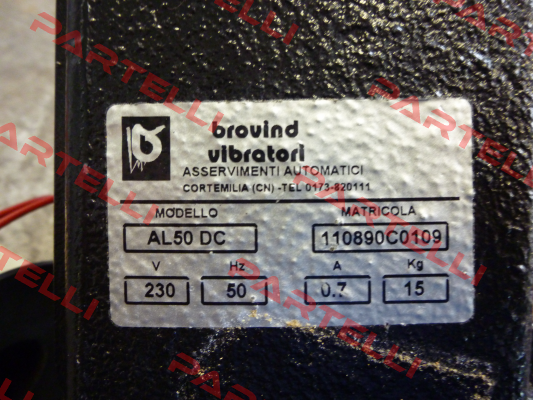 brovind
vibratori
ASSERVIMENTI AUTOMATICI
CORTEMILIA (CN) -TEL 0173-820111
MODELLO MATRICOLA
AL50 DC 110890C0109
V Hz A Kg
230 50 0.7 15
PARTELLI
PARTELLI
PARTELLI
PARTELLI
PARTELLI
PARTELLI